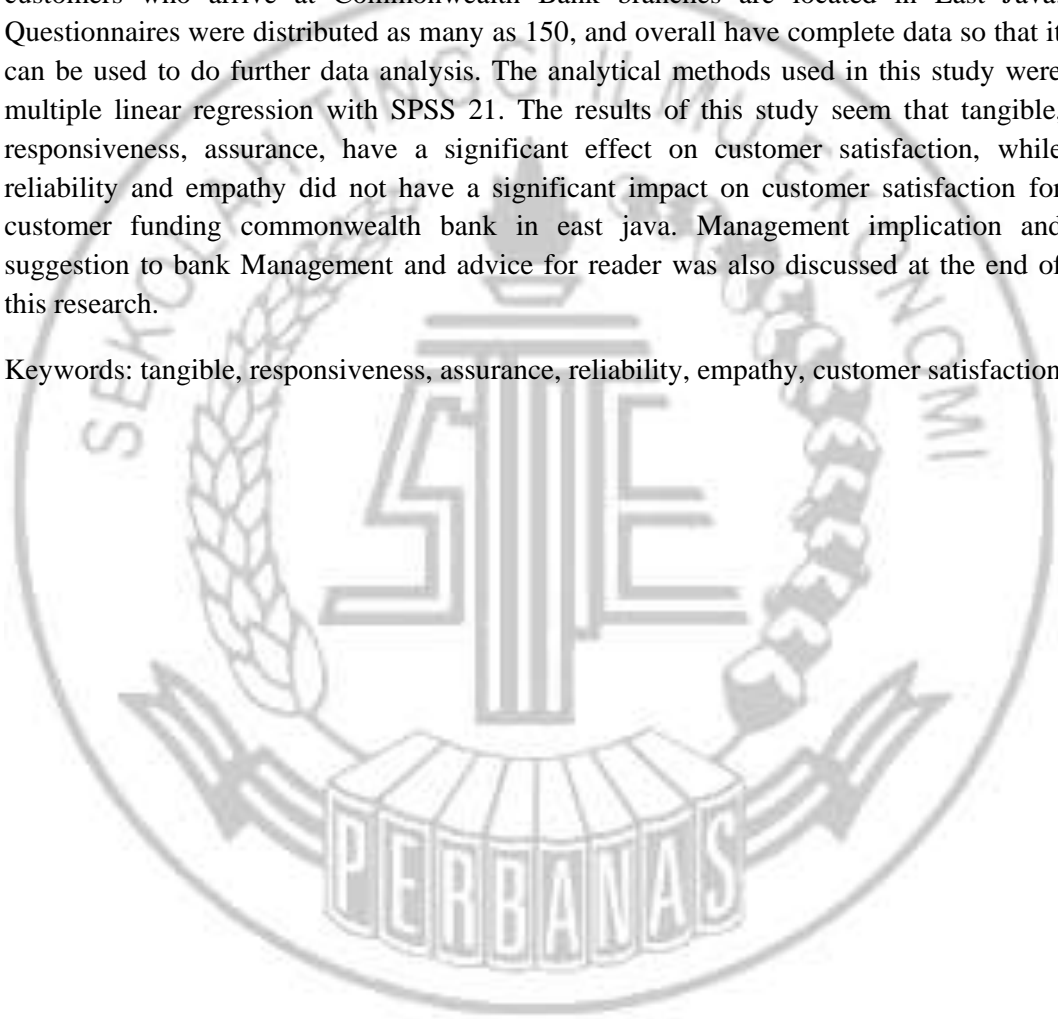 customers who arrive at Commonwealth Bank branches are located in East Java.
Questionnaires were distributed as many as 150, and overall have complete data so that it
can be used to do further data analysis. The analytical methods used in this study were
multiple linear regression with SPSS 21. The results of this study seem that tangible,
responsiveness, assurance, have a significant effect on customer satisfaction, while
reliability and empathy did not have a significant impact on customer satisfaction for
customer funding commonwealth bank in east java. Management implication and
suggestion to bank Management and advice for reader was also discussed at the end of
this research.
Keywords: tangible, responsiveness, assurance, reliability, empathy, customer satisfaction
SEKOLAH TINGGI ILMU EKONOMI
PERBANAS